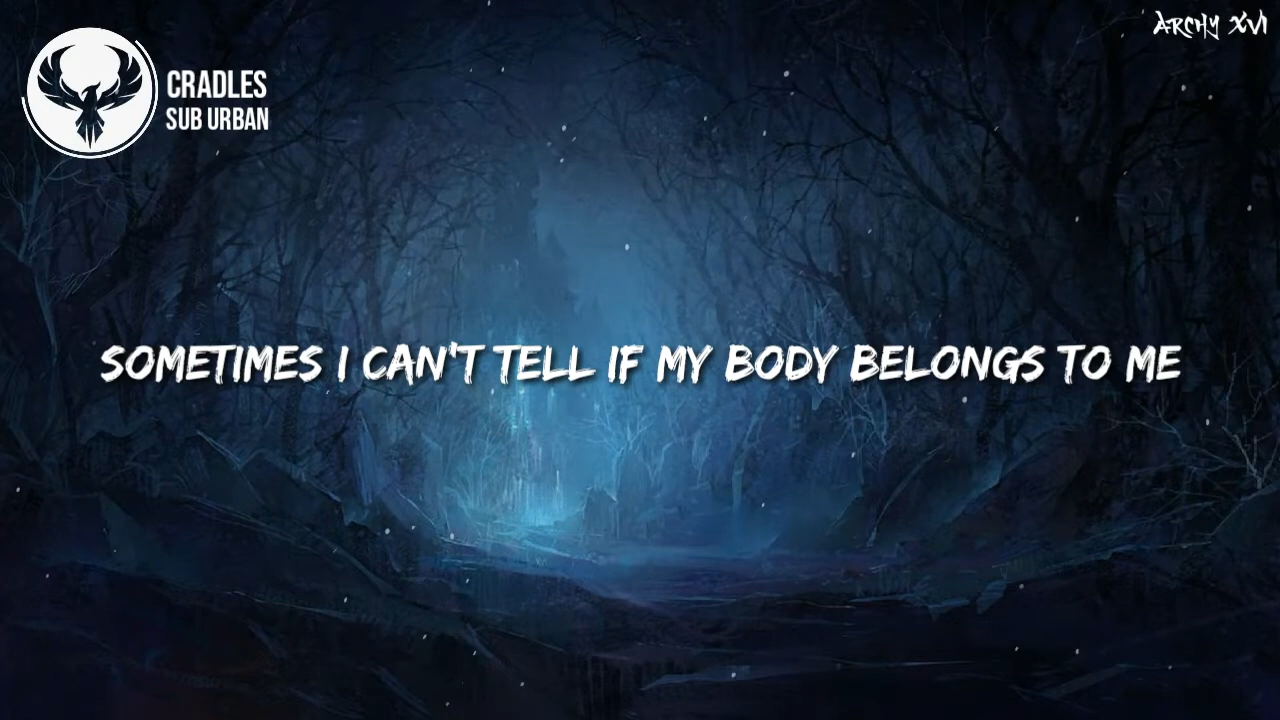 ARCHY XVI
CRADLES
SUB URBAN
SOMETIMES I CAN'T TELL IF MY BODY BELONGS TO ME